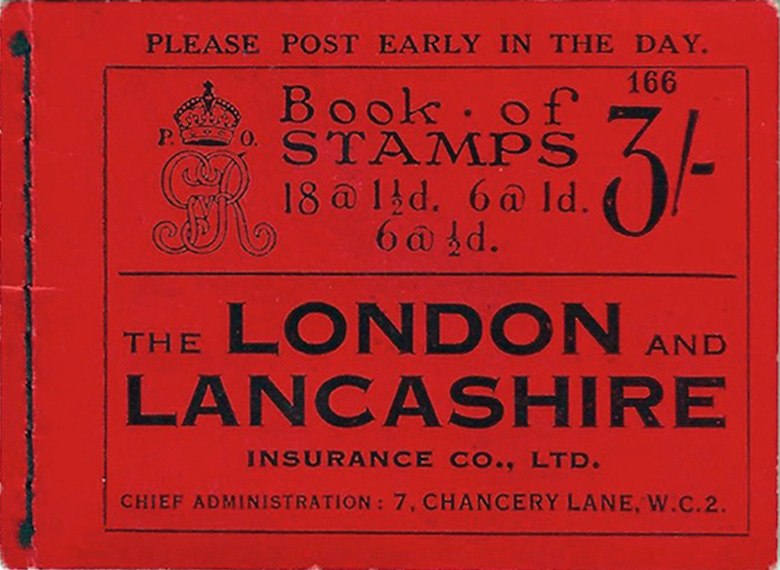 PLEASE POST EARLY IN THE DAY.
166
P. O.
GvR
Book · of
STAMPS
3/-
18 @ 1½d. 6 @ 1d.
6 @ ½d.
THE LONDON AND
LANCASHIRE
INSURANCE CO., LTD.
CHIEF ADMINISTRATION: 7, CHANCERY LANE, W.C.2.